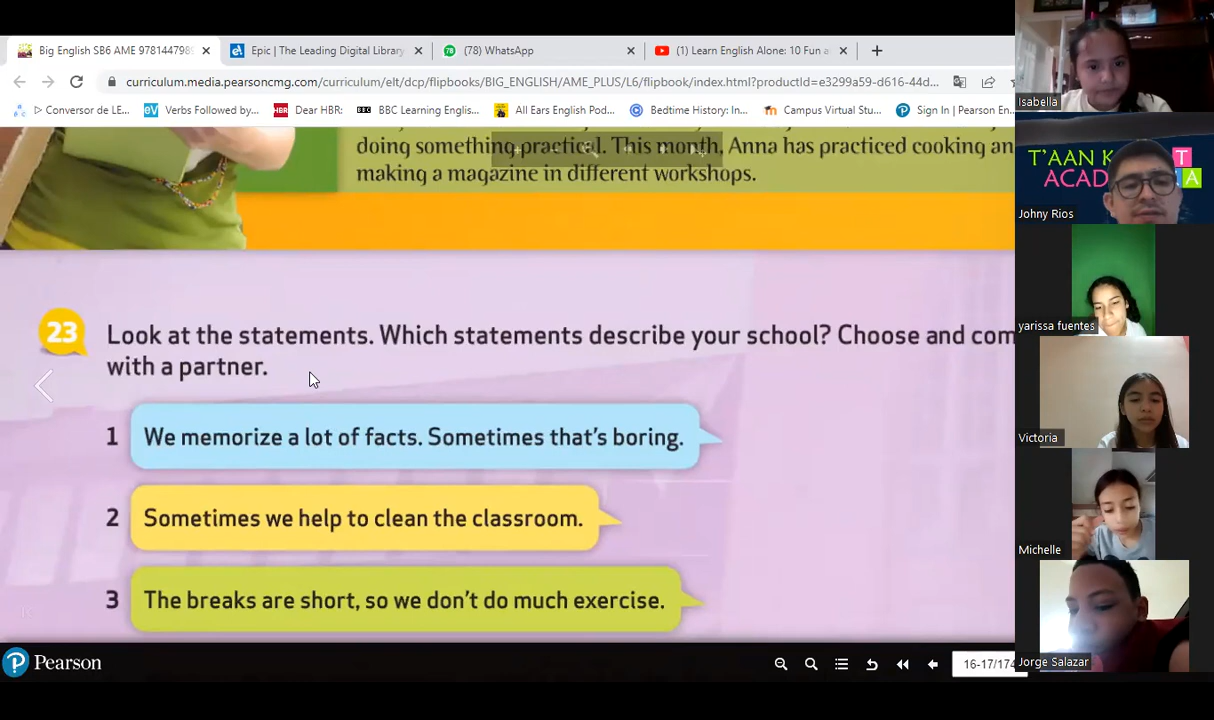 Big English SB6 AME 978144798
Epic | The Leading Digital Library
(78) WhatsApp
(1) Learn English Alone: 10 Fun a
curriculum.media.pearsoncmg.com/curriculum/elt/dcp/flipbooks/BIG_ENGLISH/AME_PLUS/L6/flipbook/index.html?productId=e3299a59-d616-44d...
Conversor de LE...
Verbs Followed by...
Dear HBR:
BBC Learning Englis...
All Ears English Pod...
Bedtime History: In...
Campus Virtual Stu...
Sign In | Pearson En...
doing something practical. This month, Anna has practiced cooking an
making a magazine in different workshops.
23
Look at the statements. Which statements describe your school? Choose and com
with a partner.
1 We memorize a lot of facts. Sometimes that's boring.
2 Sometimes we help to clean the classroom.
3 The breaks are short, so we don't do much exercise.
Pearson
16-17/174
Isabella
T'AAN K
ACAD
T
A
Johny Rios
yarissa fuentes
Victoria
Michelle
Jorge Salazar